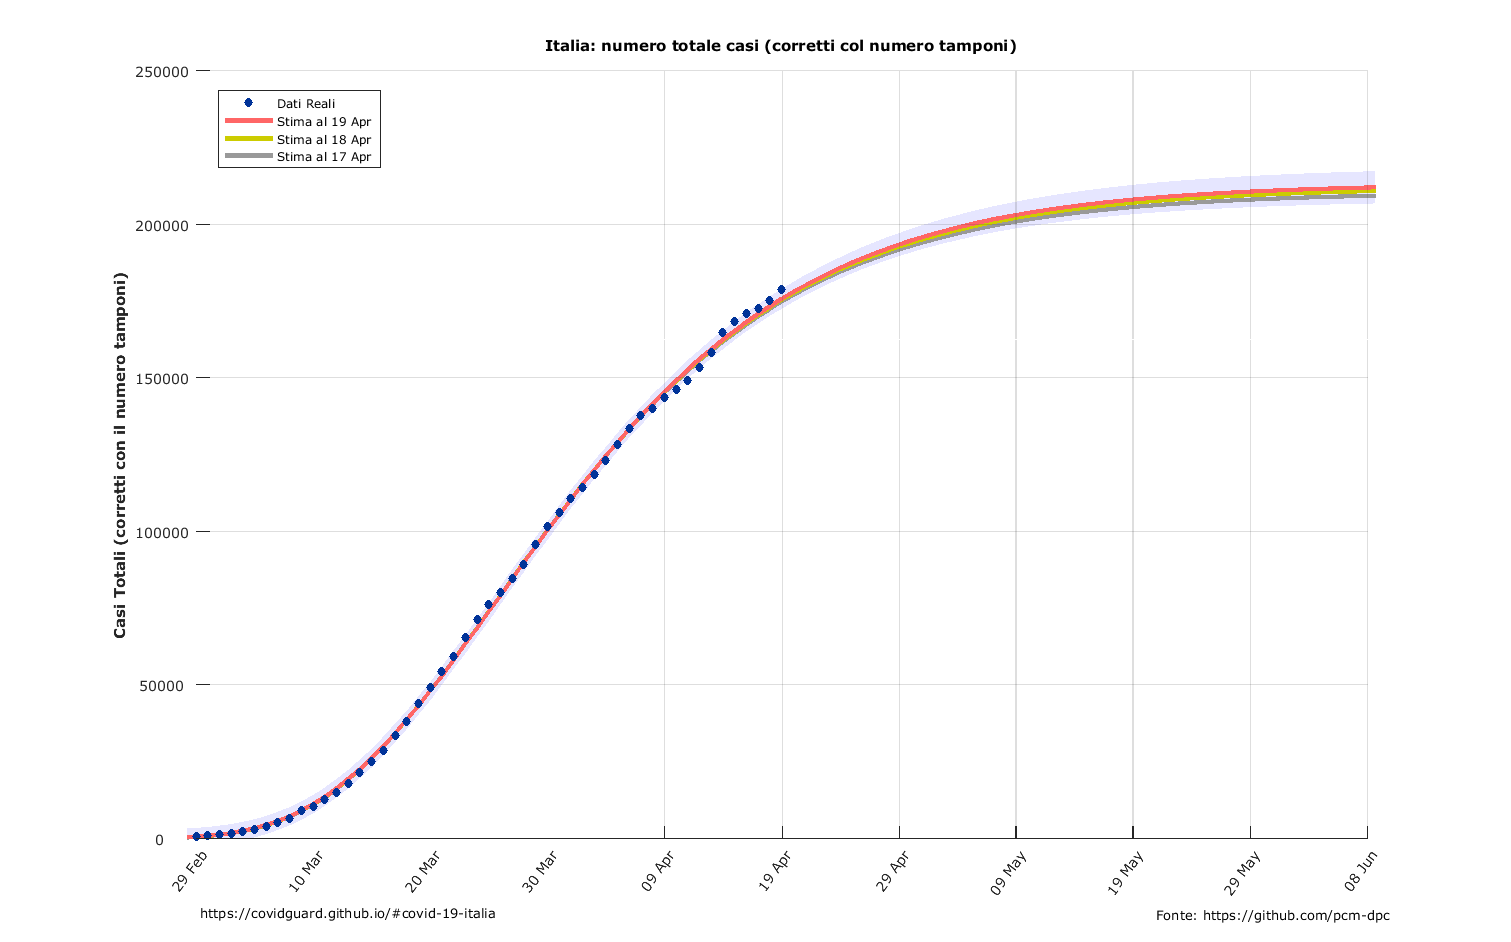 Italia: numero totale casi (corretti col numero tamponi)
250000
200000
150000
100000
50000
0
Casi Totali (corretti con il numero tamponi)
Dati Reali
Stima al 19 Apr
Stima al 18 Apr
Stima al 17 Apr
29 Feb
10 Mar
20 Mar
30 Mar
09 Apr
19 Apr
29 Apr
09 May
19 May
29 May
08 Jun
https://covidguard.github.io/#covid-19-italia
Fonte: https://github.com/pcm-dpc